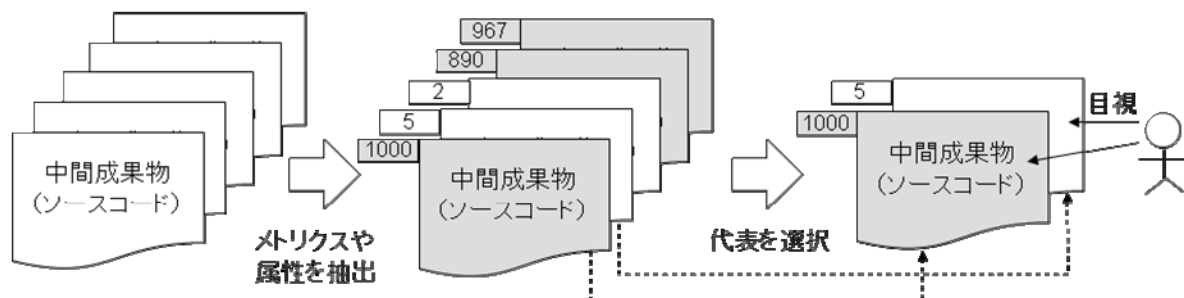 中間成果物
(ソースコード)
メトリクスや
属性を抽出
967
890
2
5
1000
中間成果物
(ソースコード)
代表を選択
5
1000
中間成果物
(ソースコード)
目視